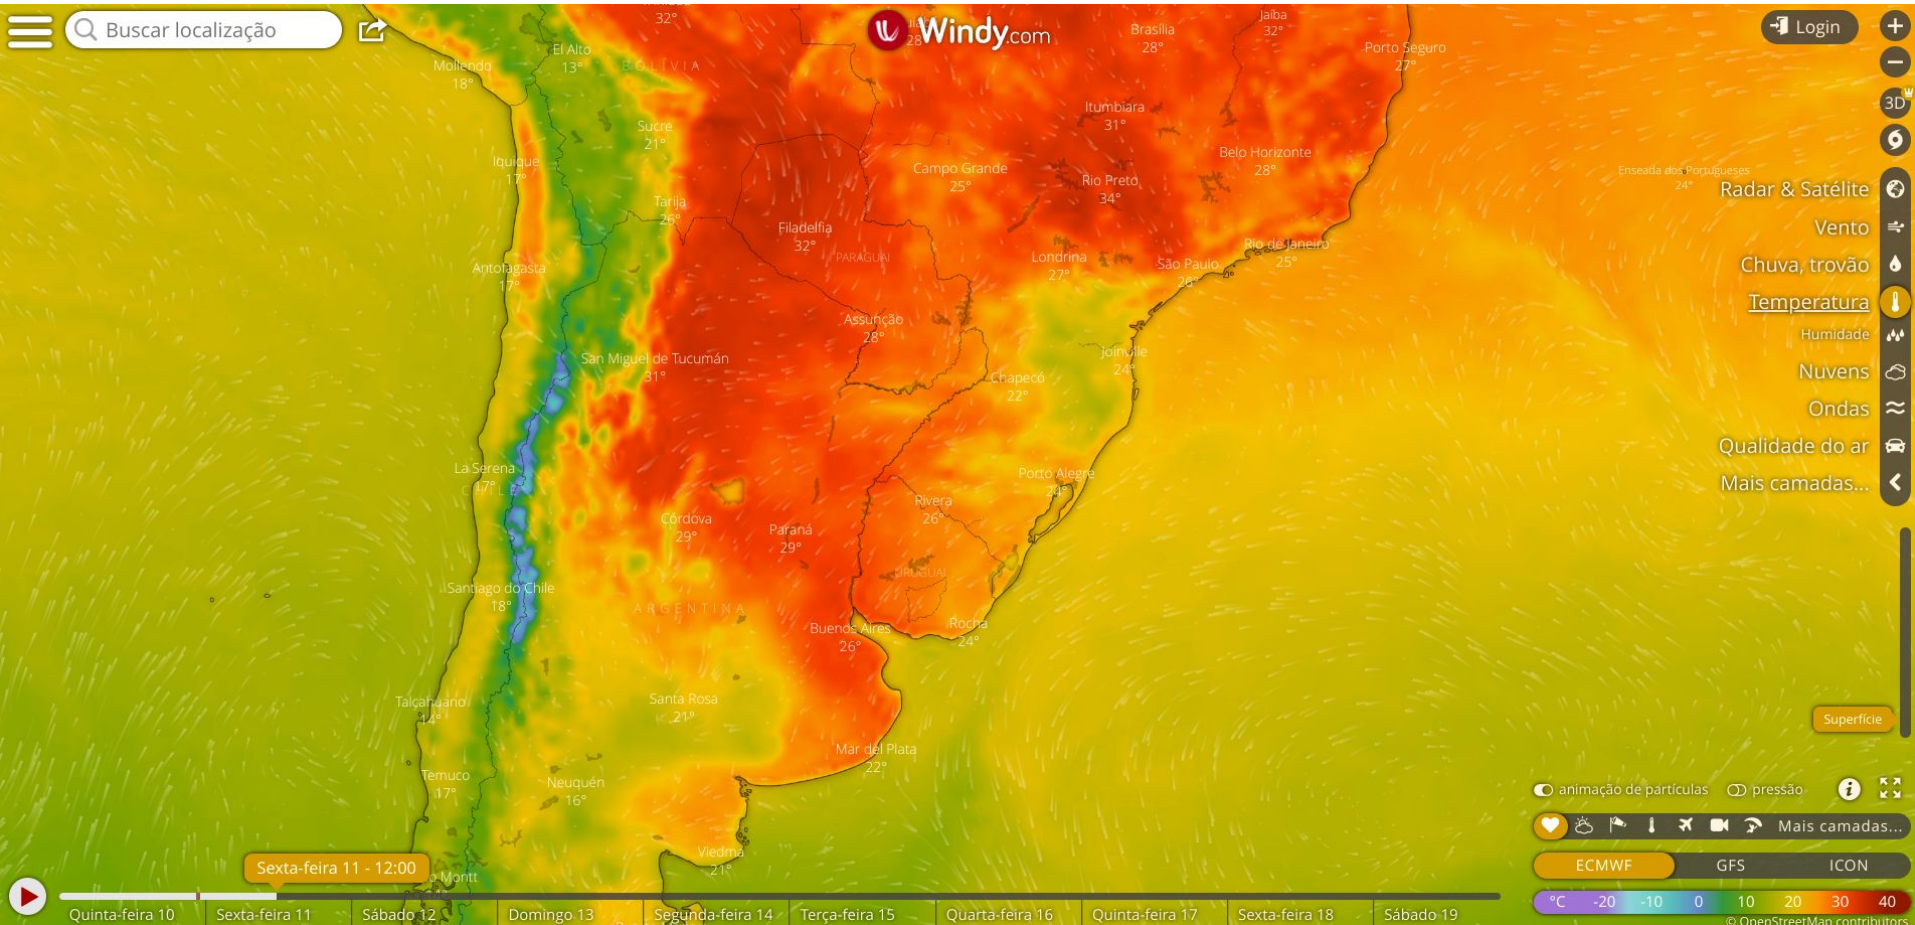 Buscar localização
Windy.com
Login
32°
28°
Brasília
28°
Jaíba
32°
Porto Seguro
27°
El Alto
13°
BOLÍVIA
Mollendo
18°
3D
Itumbiara
31°
Sucre
21°
Iquique
17°
Campo Grande
25°
Belo Horizonte
28°
Enseada dos Portugueses
24°
Rio Preto
34°
Radar & Satélite
Tarija
26°
Filadélfia
32°
Vento
PARAGUAI
Londrina
27°
Rio de Janeiro
25°
São Paulo
26°
Chuva, trovão
Antofagasta
17°
Temperatura
Assunção
28°
Humidade
San Miguel de Tucumán
31°
Joinville
24°
Chapecó
22°
Nuvens
Ondas
Qualidade do ar
La Serena
17°
CHILE
Porto Alegre
24°
Mais camadas...
Rivera
26°
Córdova
29°
Paraná
29°
URUGUAI
Santiago do Chile
18°
ARGENTINA
Buenos Aires
26°
Rocha
24°
Talcahuano
14°
Santa Rosa
21°
Superfície
Mar del Plata
22°
Temuco
17°
Neuquén
16°
animação de partículas
pressão
Mais camadas...
Viedma
21°
Sexta-feira 11 - 12:00
o Montt
ECMWF GFS ICON
°C -20 -10 0 10 20 30 40
Quinta-feira 10 Sexta-feira 11 Sábado 12 Domingo 13 Segunda-feira 14 Terça-feira 15 Quarta-feira 16 Quinta-feira 17 Sexta-feira 18 Sábado 19
© OpenStreetMap contributors